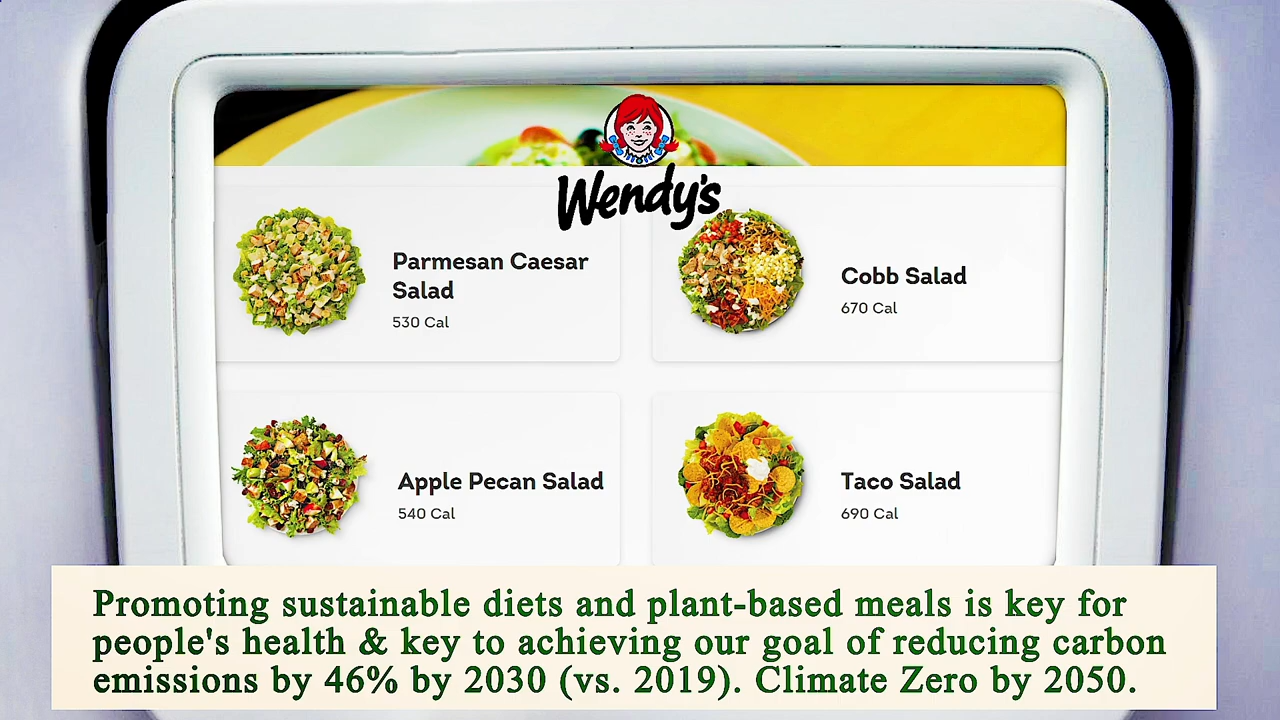 Wendy's
Parmesan Caesar
Salad
530 Cal
Cobb Salad
670 Cal
Apple Pecan Salad
540 Cal
Taco Salad
690 Cal
Promoting sustainable diets and plant-based meals is key for
people's health & key to achieving our goal of reducing carbon
emissions by 46% by 2030 (vs. 2019). Climate Zero by 2050.